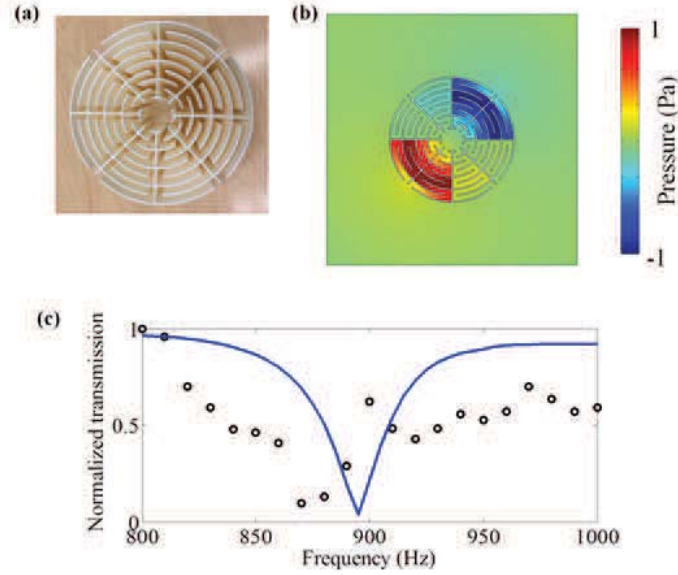 (a)
(b)
1
Pressure (Pa)
-1
(c)
Normalized transmission
1
0.5
0
800
850
900
950
1000
Frequency (Hz)